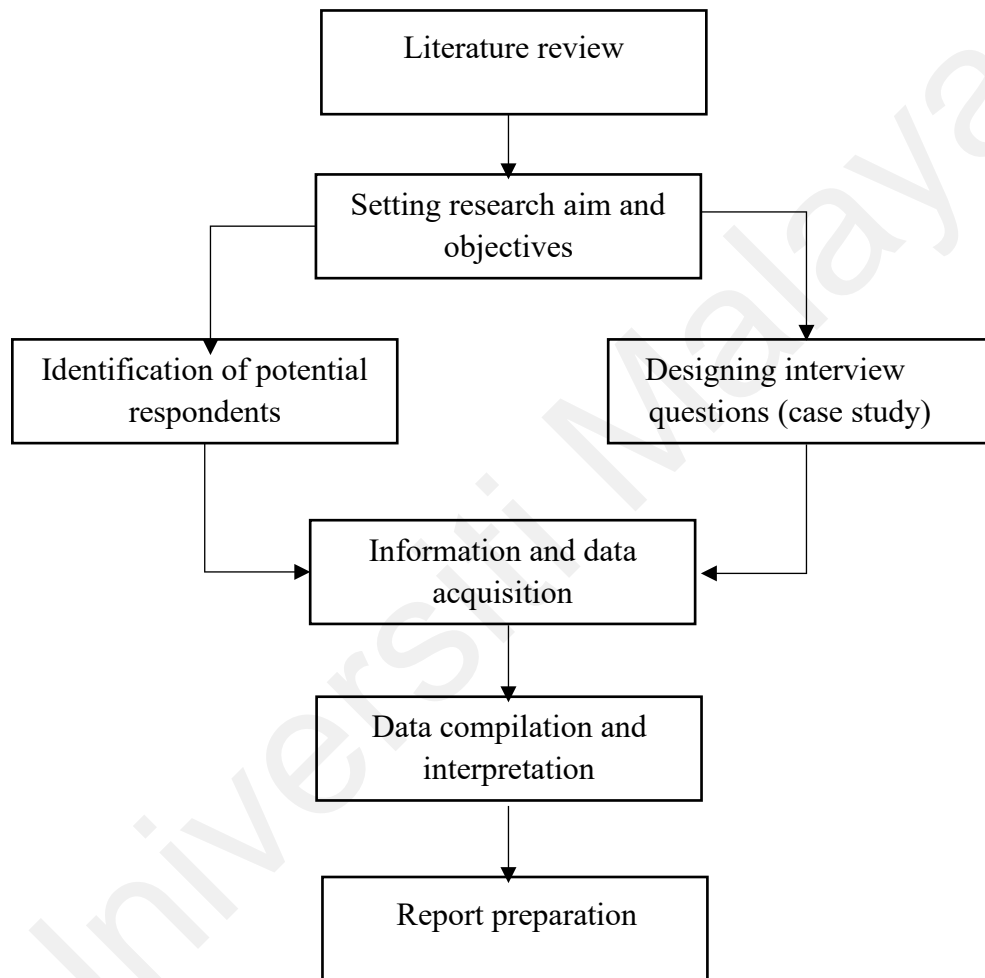 Literature review
Setting research aim and
objectives
Identification of potential
respondents
Designing interview
questions (case study)
Information and data
acquisition
Data compilation and
interpretation
Report preparation
Universiti Malaya